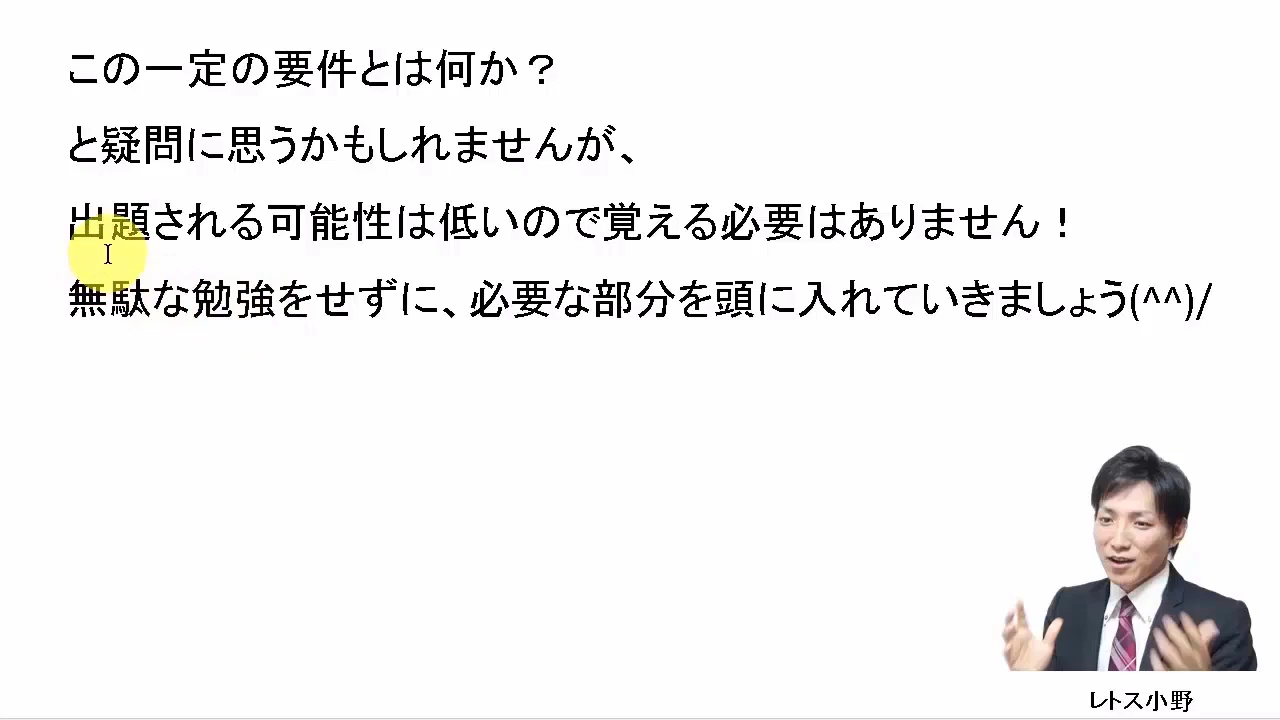 この一定の要件とは何か？
と疑問に思うかもしれませんが、
出題される可能性は低いので覚える必要はありません！
無駄な勉強をせずに、必要な部分を頭に入れていきましょう(^^)/
レトス小野